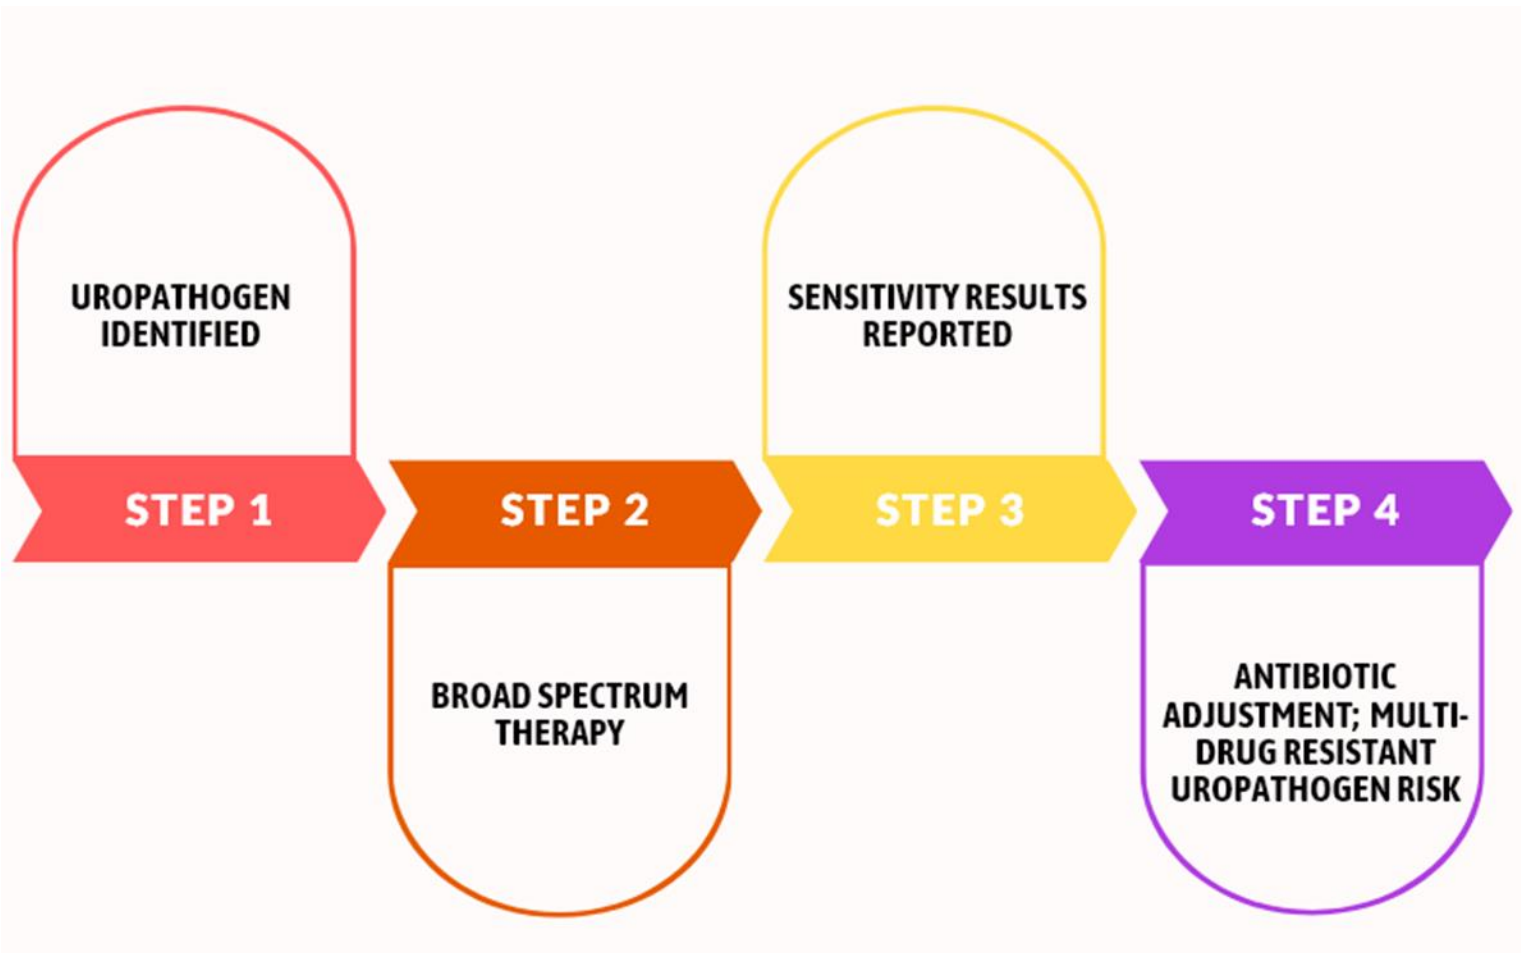 UROPATHOGEN
IDENTIFIED
STEP 1
STEP 2
BROAD SPECTRUM
THERAPY
SENSITIVITY RESULTS
REPORTED
STEP 3
STEP 4
ANTIBIOTIC
ADJUSTMENT; MULTI-
DRUG RESISTANT
UROPATHOGEN RISK